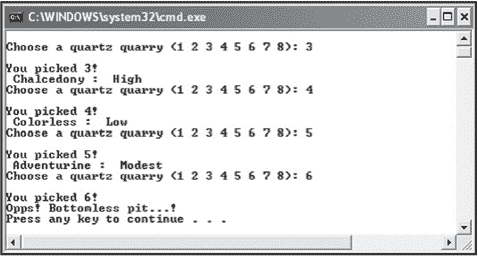 C:\WINDOWS\system32\cmd.exe
Choose a quartz quarry (1 2 3 4 5 6 7 8): 3
You picked 3!
Chalcedony : High
Choose a quartz quarry (1 2 3 4 5 6 7 8): 4
You picked 4!
Colorless : Low
Choose a quartz quarry (1 2 3 4 5 6 7 8): 5
You picked 5!
Adventurine : Modest
Choose a quartz quarry (1 2 3 4 5 6 7 8): 6
You picked 6!
Opps! Bottomless pit...!
Press any key to continue . . .